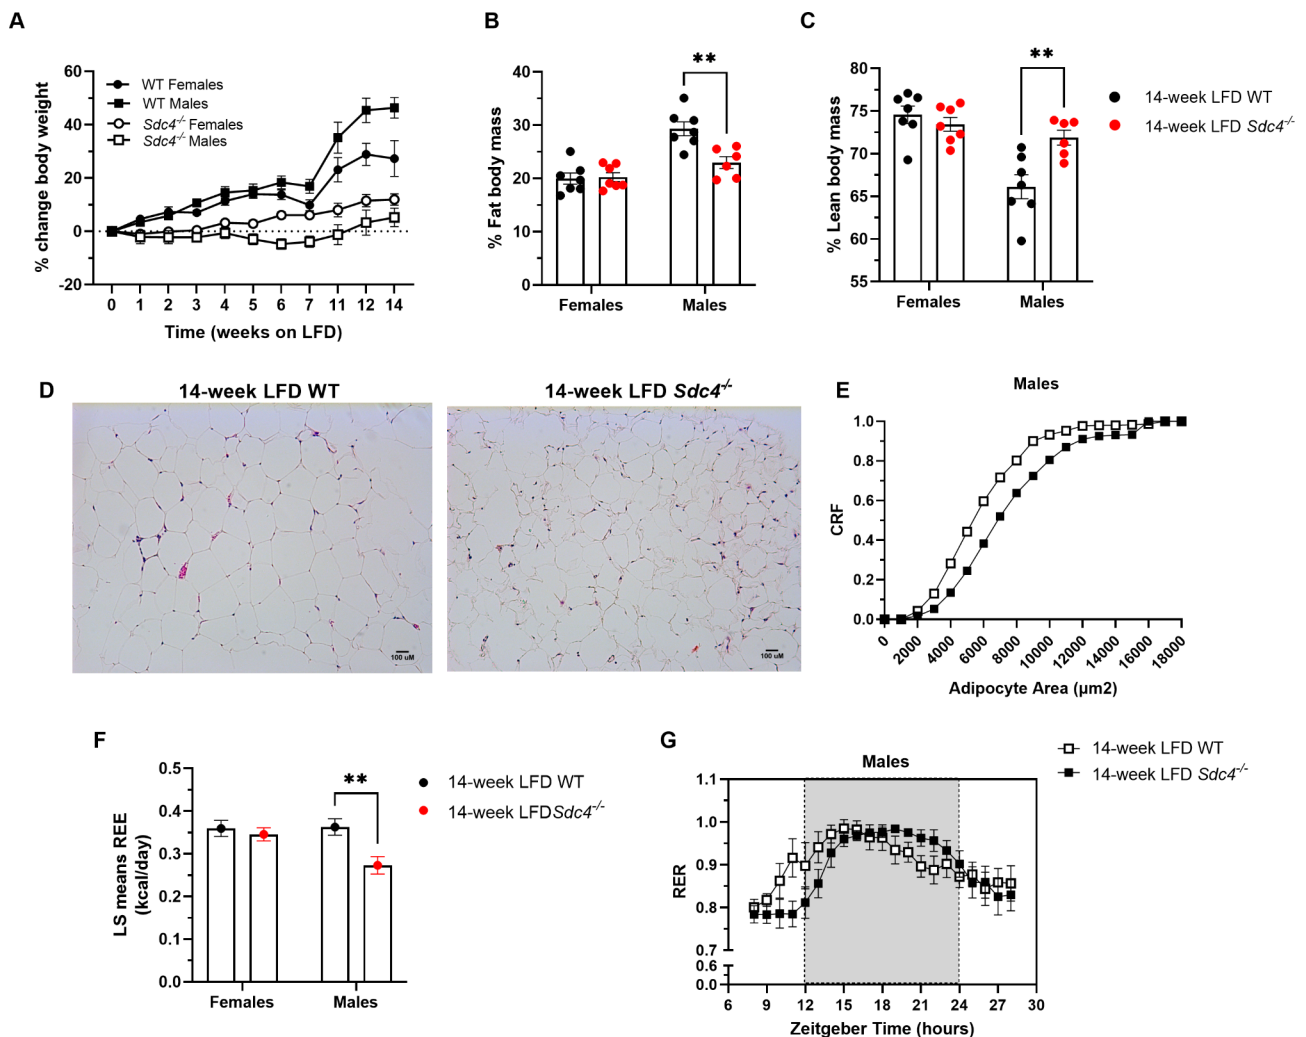 A
% change body weight
60
40
20
0
-20
WT Females
WT Males
Sdc4-/- Females
Sdc4-/- Males
0 1 2 3 4 5 6 7 11 12 14
Time (weeks on LFD)
B
% Fat body mass
40
30
20
10
0
**
Females Males
C
% Lean body mass
80
75
70
65
60
55
**
Females Males
14-week LFD WT
14-week LFD Sdc4-/-
D
14-week LFD WT
100 uM
14-week LFD Sdc4-/-
100 uM
E
Males
CRF
1.0
0.8
0.6
0.4
0.2
0.0
0 2000 4000 6000 8000 10000 12000 14000 16000 18000
Adipocyte Area (µm2)
F
LS means REE
(kcal/day)
0.5
0.4
0.3
0.2
0.1
0.0
**
Females Males
14-week LFD WT
14-week LFDSdc4-/-
G
Males
RER
1.1
1.0
0.9
0.8
0.7
0.6
0.0
6 9 12 15 18 21 24 27 30
Zeitgeber Time (hours)
14-week LFD WT
14-week LFD Sdc4-/-